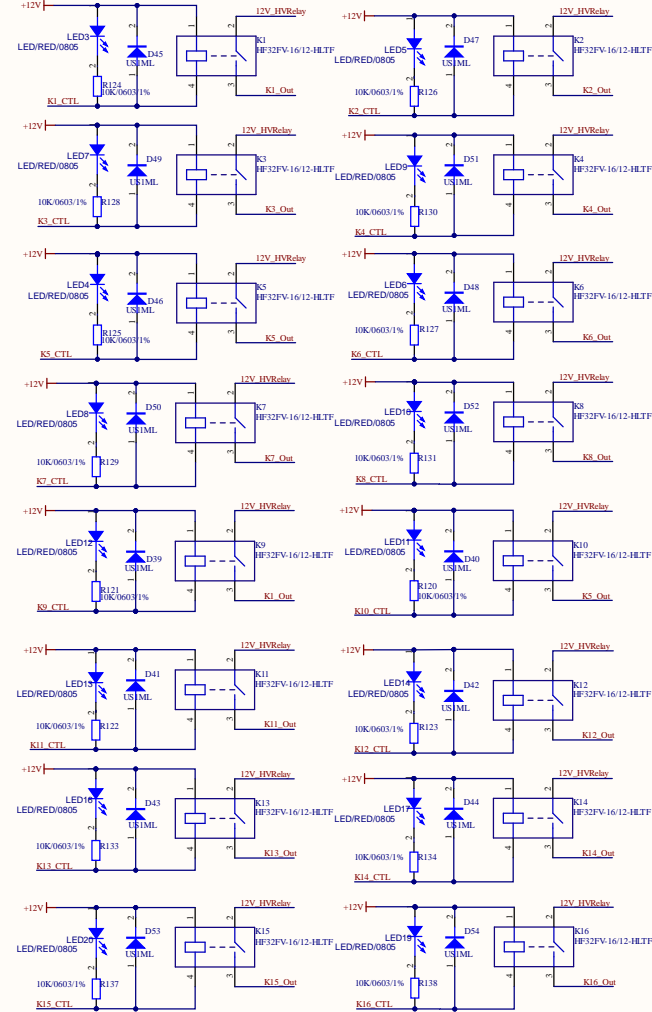 +12V
12V_HVRelay
LED3
LED/RED/0805
D45
US1ML
K1
HF32FV-16/12-HLTF
R124
10K/0603/1%
K1_CTL
K1_Out
+12V
12V_HVRelay
LED5
LED/RED/0805
D47
US1ML
K2
HF32FV-16/12-HLTF
10K/0603/1%
R126
K2_CTL
K2_Out
+12V
12V_HVRelay
LED7
LED/RED/0805
D49
US1ML
K3
HF32FV-16/12-HLTF
10K/0603/1%
R128
K3_CTL
K3_Out
+12V
12V_HVRelay
LED9
LED/RED/0805
D51
US1ML
K4
HF32FV-16/12-HLTF
10K/0603/1%
R130
K4_CTL
K4_Out
+12V
12V_HVRelay
LED4
LED/RED/0805
D46
US1ML
K5
HF32FV-16/12-HLTF
R125
10K/0603/1%
K5_CTL
K5_Out
+12V
12V_HVRelay
LED6
LED/RED/0805
D48
US1ML
K6
HF32FV-16/12-HLTF
10K/0603/1%
R127
K6_CTL
K6_Out
+12V
12V_HVRelay
LED8
LED/RED/0805
D50
US1ML
K7
HF32FV-16/12-HLTF
10K/0603/1%
R129
K7_CTL
K7_Out
+12V
12V_HVRelay
LED10
LED/RED/0805
D52
US1ML
K8
HF32FV-16/12-HLTF
10K/0603/1%
R131
K8_CTL
K8_Out
+12V
12V_HVRelay
LED12
LED/RED/0805
D39
US1ML
K9
HF32FV-16/12-HLTF
R121
10K/0603/1%
K9_CTL
K1_Out
+12V
12V_HVRelay
LED11
LED/RED/0805
D40
US1ML
K10
HF32FV-16/12-HLTF
R120
10K/0603/1%
K10_CTL
K5_Out
+12V
12V_HVRelay
LED13
LED/RED/0805
D41
US1ML
K11
HF32FV-16/12-HLTF
10K/0603/1%
R122
K11_CTL
K11_Out
+12V
12V_HVRelay
LED14
LED/RED/0805
D42
US1ML
K12
HF32FV-16/12-HLTF
10K/0603/1%
R123
K12_CTL
K12_Out
+12V
12V_HVRelay
LED16
LED/RED/0805
D43
US1ML
K13
HF32FV-16/12-HLTF
10K/0603/1%
R133
K13_CTL
K13_Out
+12V
12V_HVRelay
LED17
LED/RED/0805
D44
US1ML
K14
HF32FV-16/12-HLTF
10K/0603/1%
R134
K14_CTL
K14_Out
+12V
12V_HVRelay
LED20
LED/RED/0805
D53
US1ML
K15
HF32FV-16/12-HLTF
10K/0603/1%
R137
K15_CTL
K15_Out
+12V
12V_HVRelay
LED19
LED/RED/0805
D54
US1ML
K16
HF32FV-16/12-HLTF
10K/0603/1%
R138
K16_CTL
K16_Out